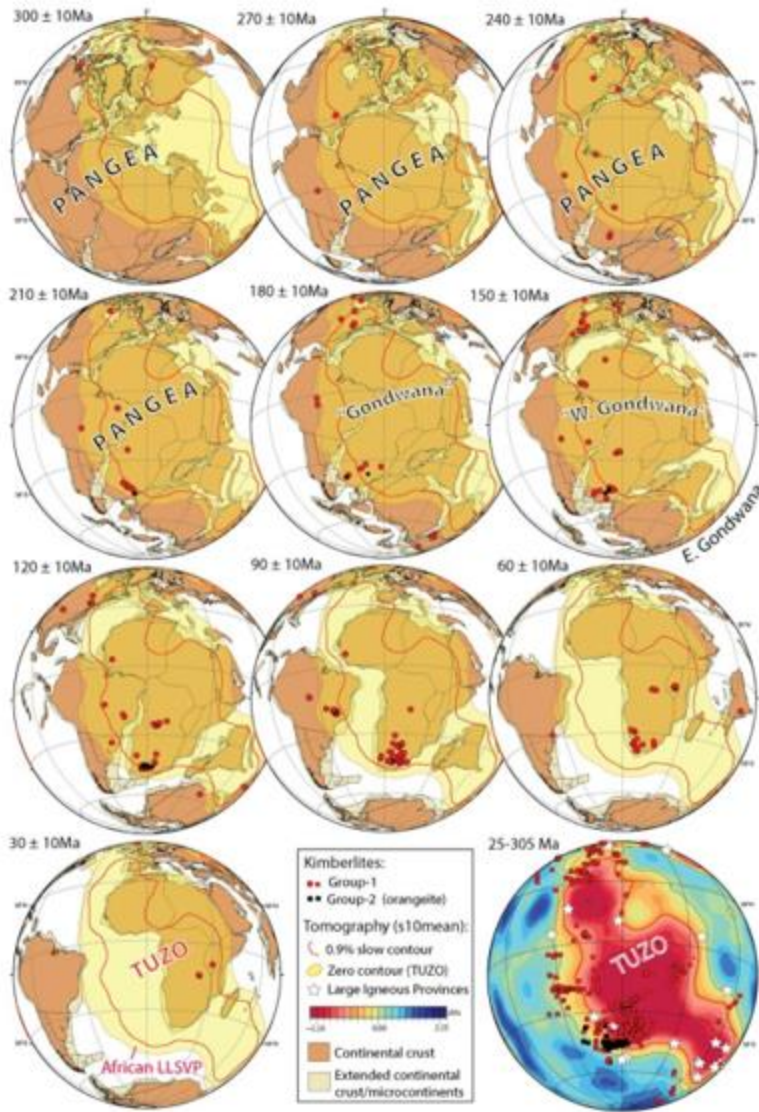 300 ± 10Ma
270 ± 10Ma
240 ± 10Ma
PANGEA
PANGEA
PANGEA
210 ± 10Ma
180 ± 10Ma
150 ± 10Ma
PANGEA
"Gondwana"
"W. Gondwana"
E. Gondwana
120 ± 10Ma
90 ± 10Ma
60 ± 10Ma
30 ± 10Ma
25-305 Ma
TUZO
African LLSVP
Kimberlites:
Group-1
Group-2 (orangeite)
Tomography (s10mean):
0.9% slow contour
Zero contour (TUZO)
Large Igneous Provinces
Continental crust
Extended continental
crust/microcontinents
TUZO